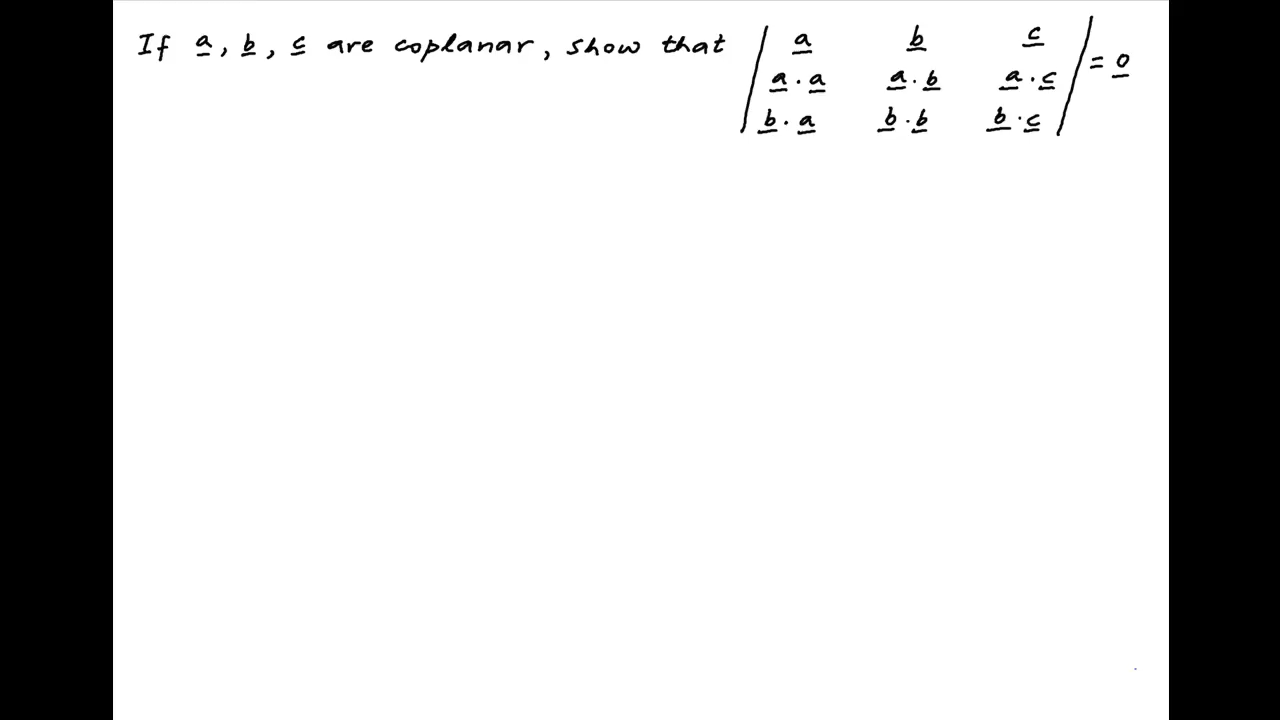 If a, b, c are coplanar, show that | a b c |
| a · a a · b a · c | = 0
| b · a b · b b · c |